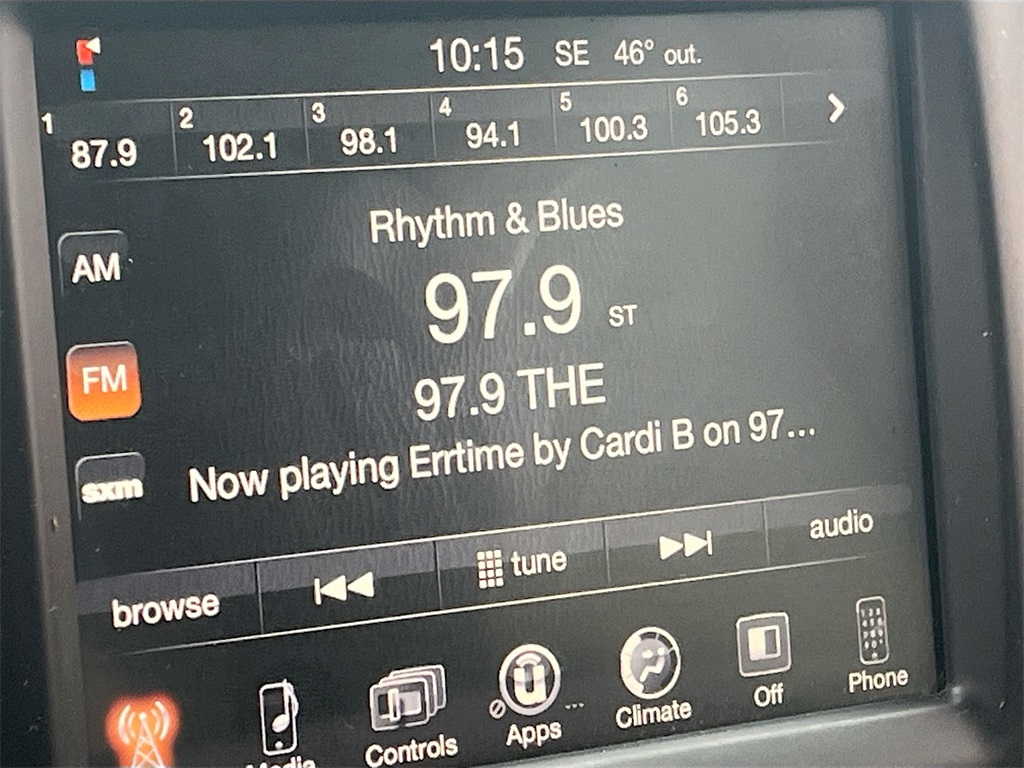 10:15 SE 46° out.
1 2 3 4 5 6
87.9 102.1 98.1 94.1 100.3 105.3
Rhythm & Blues
AM
97.9 ST
FM
97.9 THE
Now playing Errtime by Cardi B on 97...
sxm
browse tune audio
Media Controls Apps ... Climate Off Phone